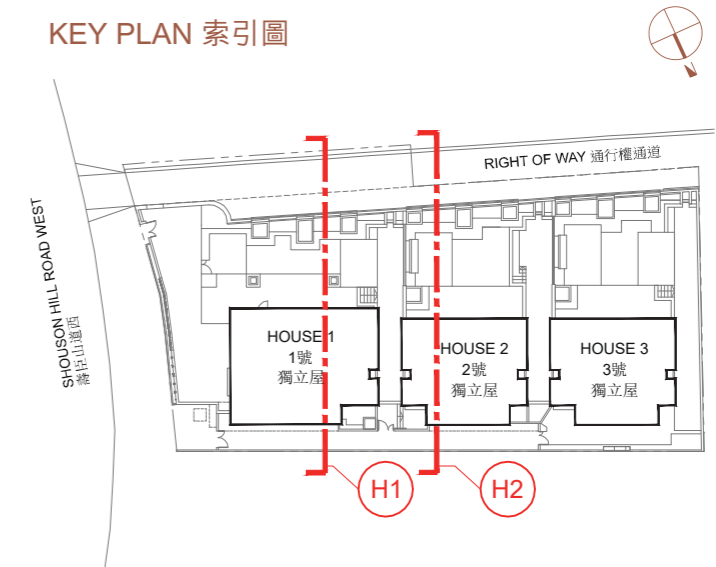 KEY PLAN 索引圖
RIGHT OF WAY 通行權通道
SHOUSON HILL ROAD WEST
壽臣山道西
HOUSE 1
1號
獨立屋
HOUSE 2
2號
獨立屋
HOUSE 3
3號
獨立屋
H1
H2